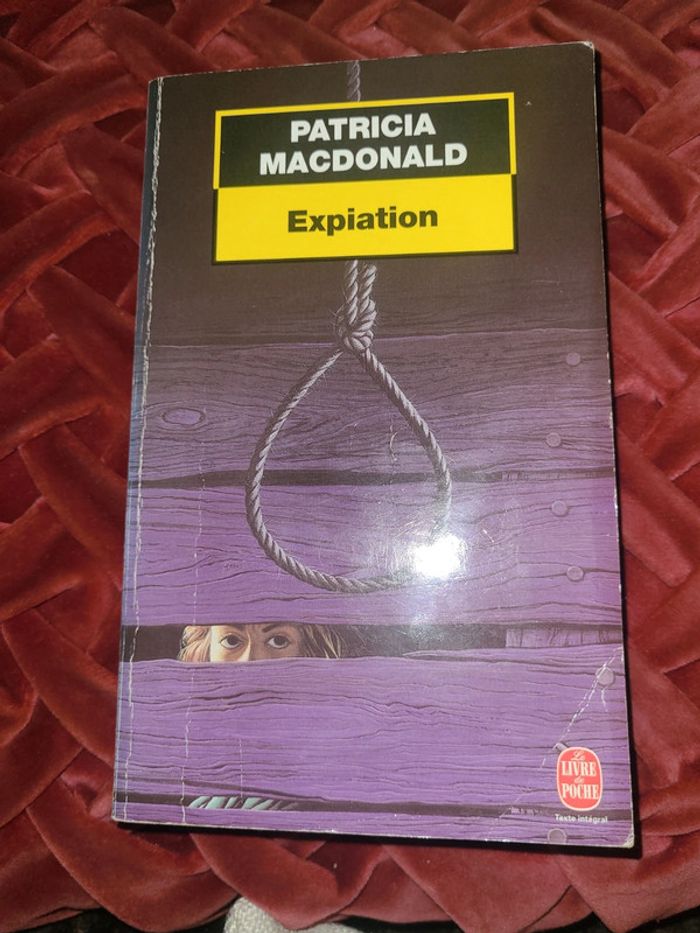 PATRICIA
MACDONALD
Expiation
Le
LIVRE
de
POCHE
Texte intégral